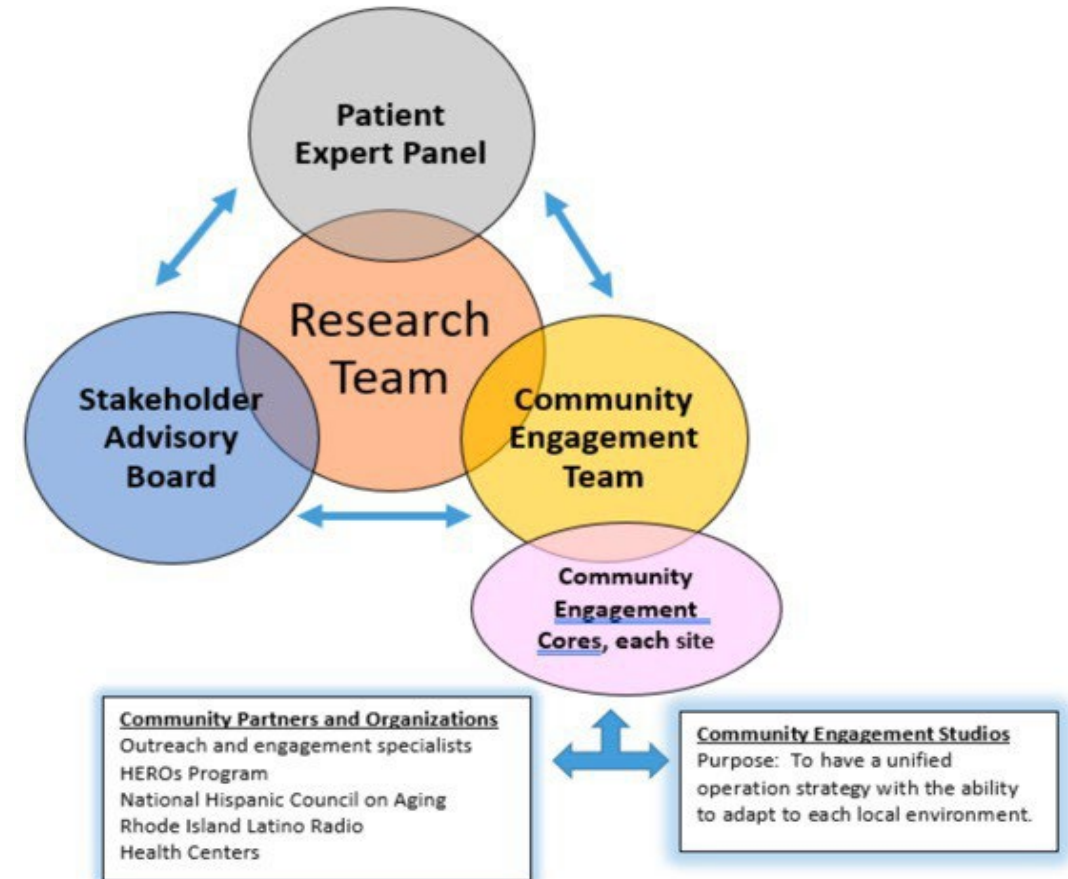 Patient
Expert Panel
Research
Team
Stakeholder
Advisory
Board
Community
Engagement
Team
Community
Engagement
Cores, each site
Community Partners and Organizations
Outreach and engagement specialists
HEROs Program
National Hispanic Council on Aging
Rhode Island Latino Radio
Health Centers
Community Engagement Studios
Purpose:  To have a unified
operation strategy with the ability
to adapt to each local environment.